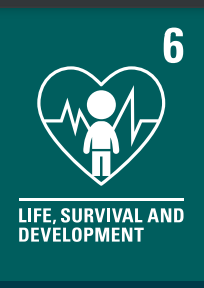 6
LIFE, SURVIVAL AND
DEVELOPMENT